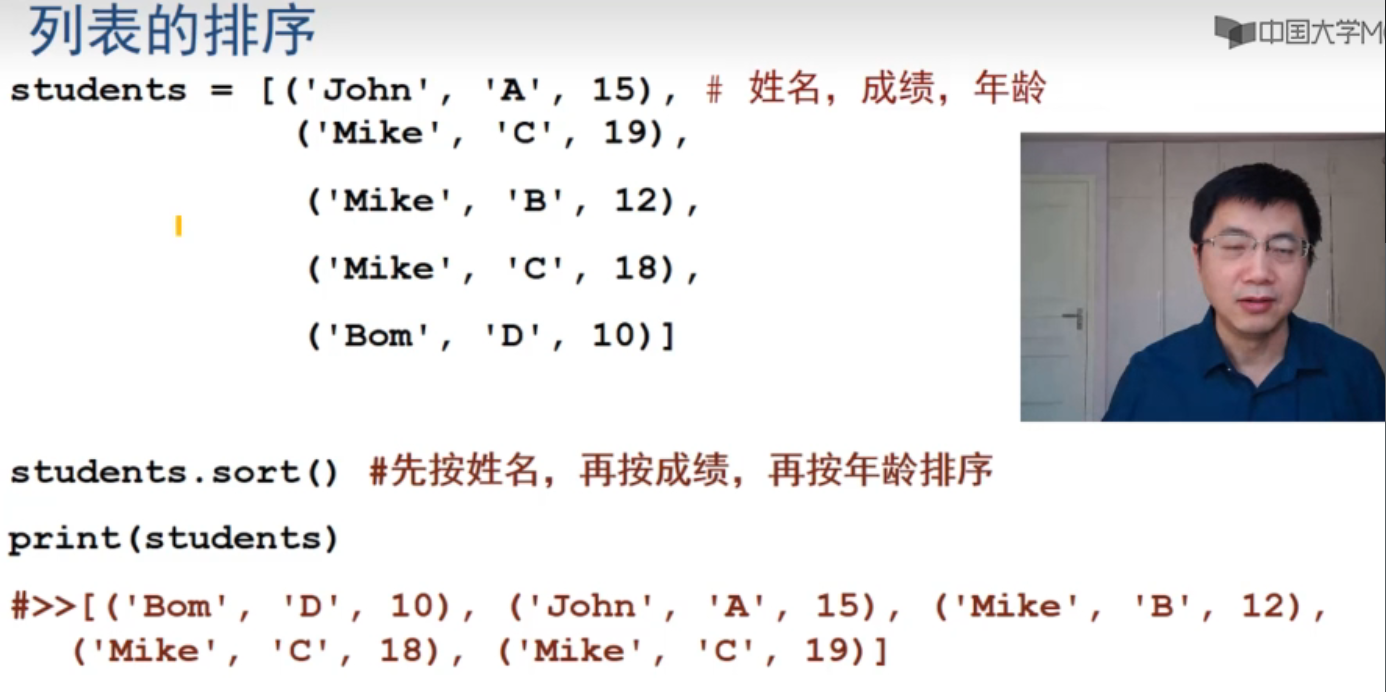 列表的排序
中国大学M
students = [('John', 'A', 15), # 姓名，成绩，年龄
('Mike', 'C', 19),
('Mike', 'B', 12),
('Mike', 'C', 18),
('Bom', 'D', 10)]
students.sort() #先按姓名，再按成绩，再按年龄排序
print(students)
#>>[('Bom', 'D', 10), ('John', 'A', 15), ('Mike', 'B', 12),
('Mike', 'C', 18), ('Mike', 'C', 19)]